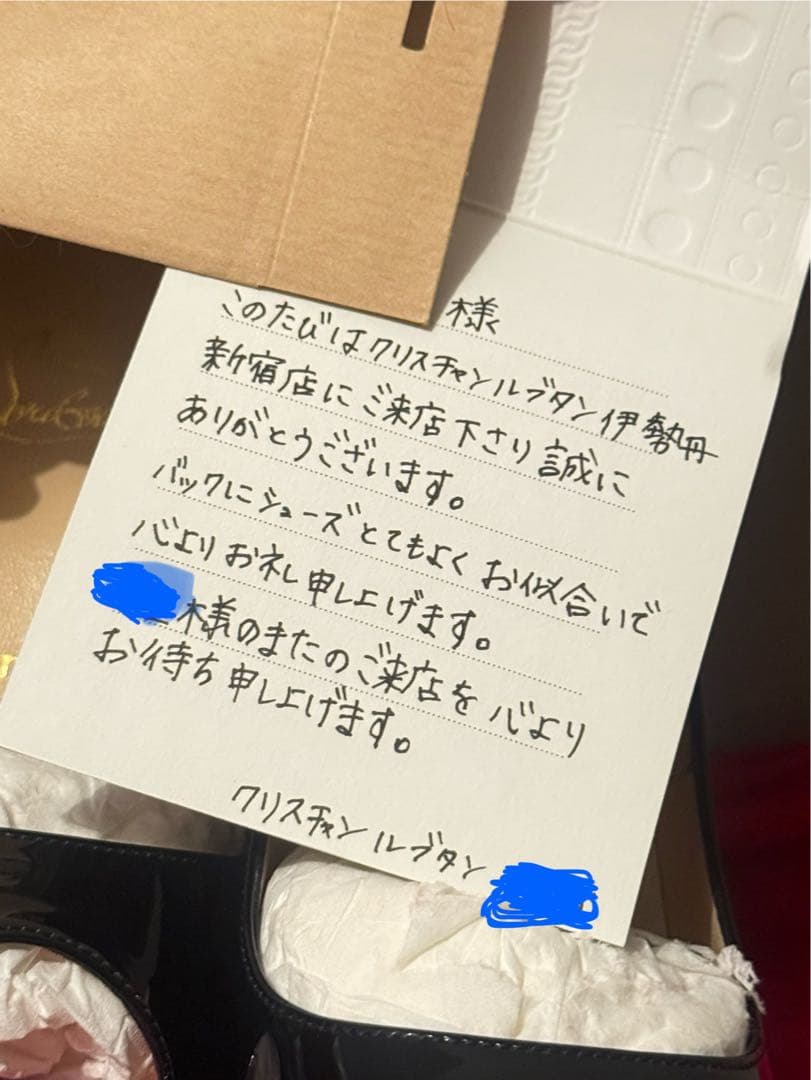 様
このたびはクリスチャンルブタン伊勢丹
新宿店にご来店下さり誠に
ありがとうございます。
バックにシューズとてもよくお似合いで
心よりお礼申し上げます。
様のまたのご来店を心より
お待ち申し上げます。
クリスチャンルブタン